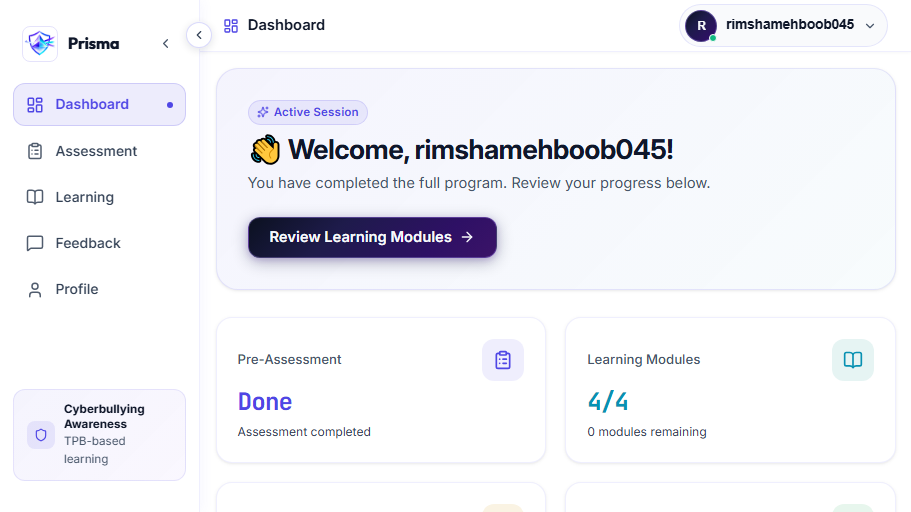 Prisma
Dashboard
Assessment
Learning
Feedback
Profile
Cyberbullying
Awareness
TPB-based
learning
Dashboard
R
rimshamehboob045
Active Session
👋 Welcome, rimshamehboob045!
You have completed the full program. Review your progress below.
Review Learning Modules →
Pre-Assessment
Done
Assessment completed
Learning Modules
4/4
0 modules remaining